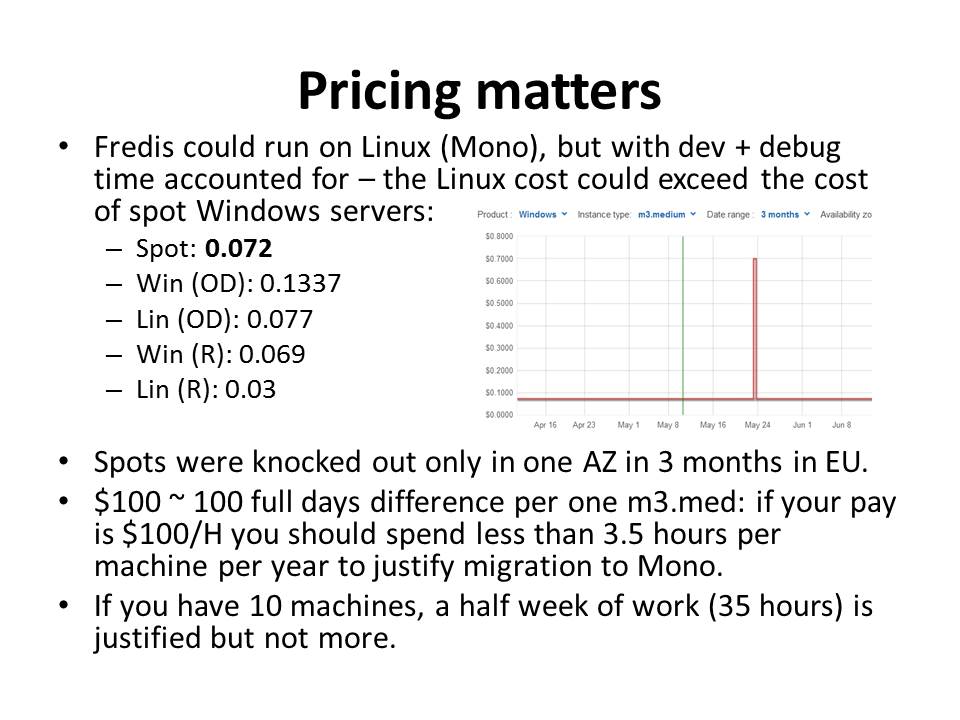 Pricing matters
• Fredis could run on Linux (Mono), but with dev + debug
time accounted for – the Linux cost could exceed the cost
of spot Windows servers:
– Spot: 0.072
– Win (OD): 0.1337
– Lin (OD): 0.077
– Win (R): 0.069
– Lin (R): 0.03
Product : Windows Instance type: m3.medium Date range : 3 months Availability zo
$0.8000
$0.7000
$0.6000
$0.5000
$0.4000
$0.3000
$0.2000
$0.1000
$0.0000
Apr 16 Apr 23 May 1 May 8 May 16 May 24 Jun 1 Jun 8
• Spots were knocked out only in one AZ in 3 months in EU.
• $100 ~ 100 full days difference per one m3.med: if your pay
is $100/H you should spend less than 3.5 hours per
machine per year to justify migration to Mono.
• If you have 10 machines, a half week of work (35 hours) is
justified but not more.